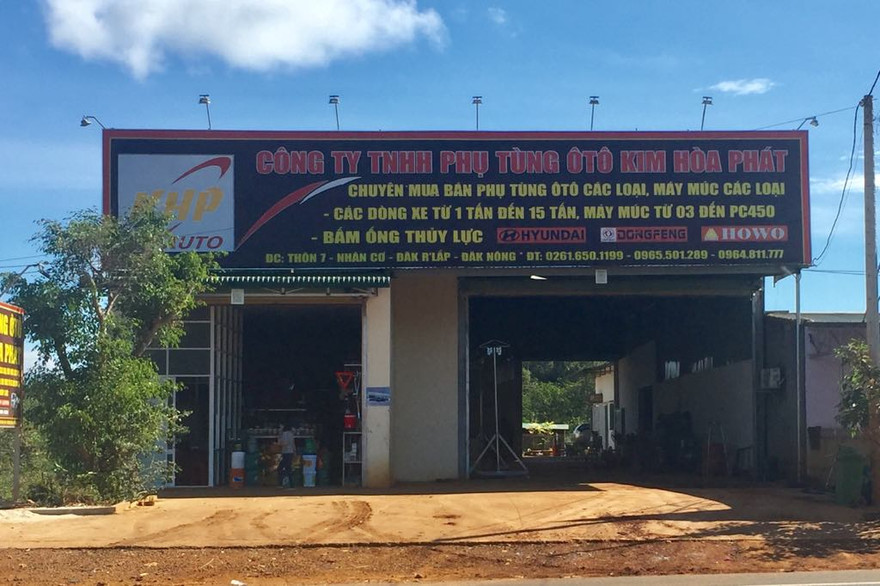 CÔNG TY TNHH PHỤ TÙNG ÔTÔ KIM HÒA PHÁT
KHP
AUTO
CHUYÊN MUA BÁN PHỤ TÙNG ÔTÔ CÁC LOẠI, MÁY MÚC CÁC LOẠI
- CÁC DÒNG XE TỪ 1 TẤN ĐẾN 15 TẤN, MÁY MÚC TỪ 03 ĐẾN PC450
- BẤM ỐNG THỦY LỰC
HYUNDAI
DONGFENG
HOWO
ĐC: THÔN 7 - NHÂN CƠ - ĐĂK R'LẤP - ĐĂK NÔNG * ĐT: 0261.650.1199 - 0965.501.289 - 0964.811.777
ÔTÔ